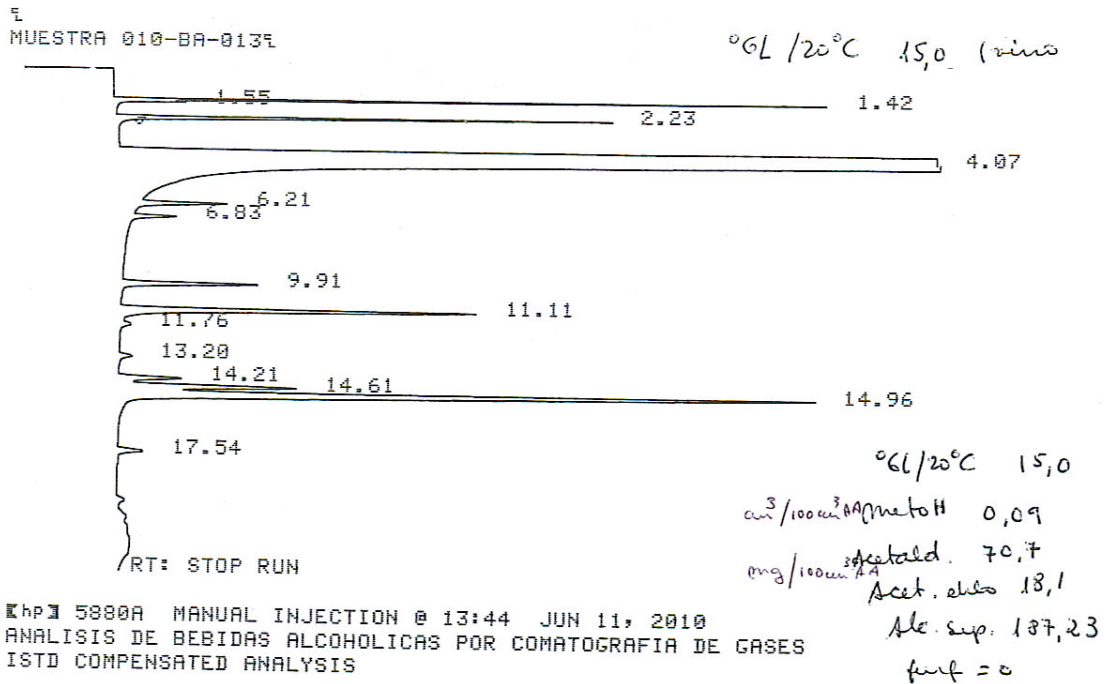 MUESTRA 010-BA-013
°GL /20°C 15,0 (vino
1.55
1.42
2.23
4.07
6.21
6.83
9.91
11.11
11.76
13.20
14.21
14.61
14.96
17.54
°GL/20°C 15,0
cm³/100cm³AA metoH 0,09
mg/100cm³AA Acetald. 70,7
Acet. etilo 18,1
Alc. sup. 187,23
furf = 0
RT: STOP RUN
hp 5880A MANUAL INJECTION @ 13:44 JUN 11, 2010
ANALISIS DE BEBIDAS ALCOHOLICAS POR COMATOGRAFIA DE GASES
ISTD COMPENSATED ANALYSIS